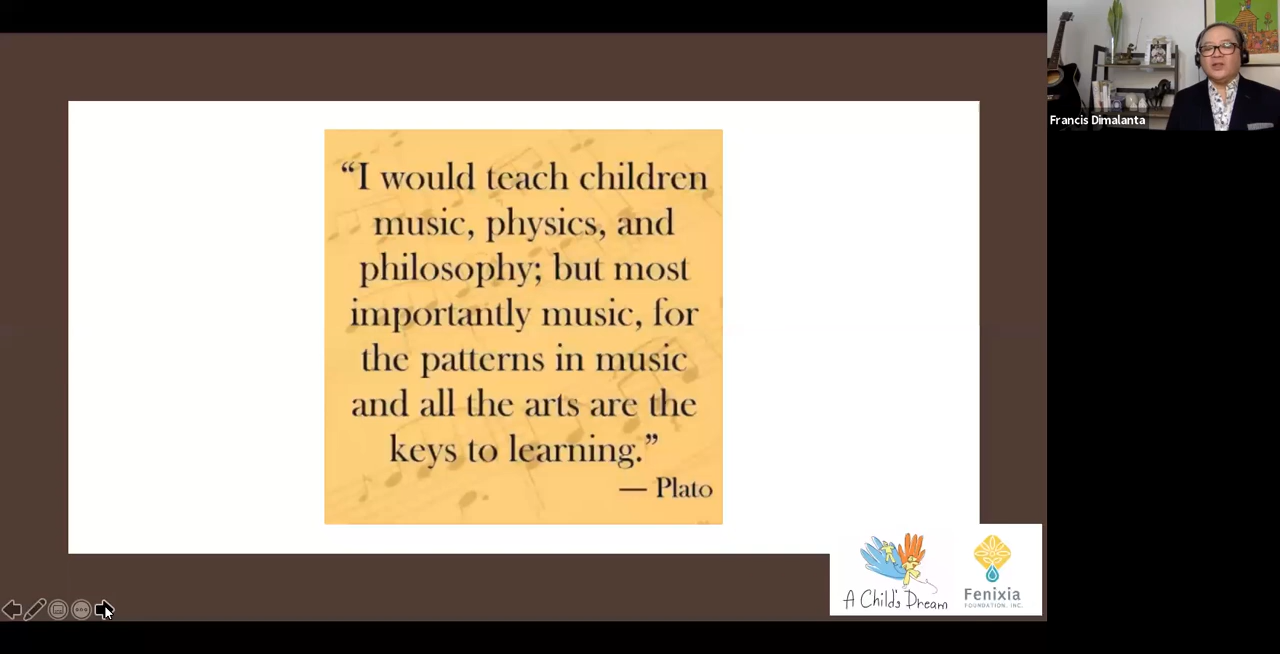 “I would teach children
music, physics, and
philosophy; but most
importantly music, for
the patterns in music
and all the arts are the
keys to learning.”
— Plato
Francis Dimalanta
A Child's Dream
Fenixia
FOUNDATION, INC.